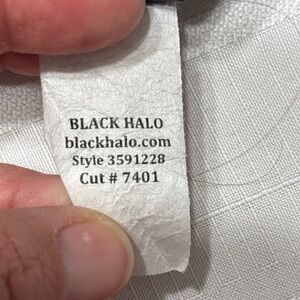 BLACK HALO
blackhalo.com
Style 3591228
Cut # 7401